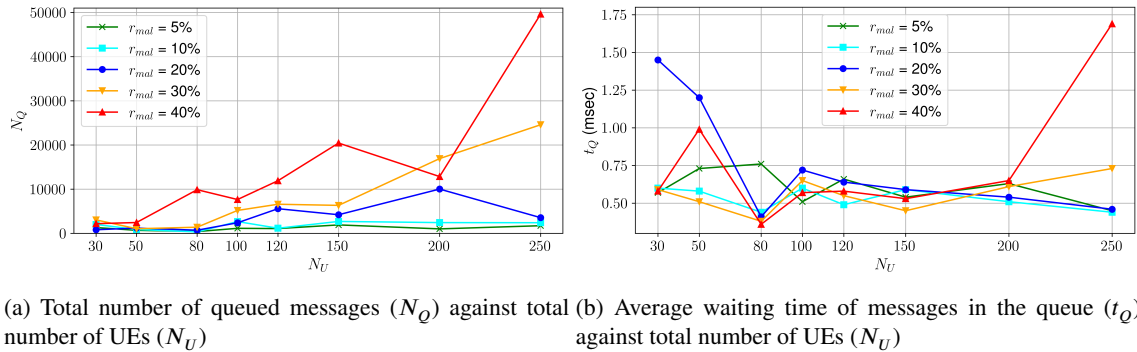 50000
40000
30000
20000
10000
0
N_Q
r_mal = 5%
r_mal = 10%
r_mal = 20%
r_mal = 30%
r_mal = 40%
30 50 80 100 120 150 200 250
N_U
1.75
1.50
1.25
1.00
0.75
0.50
t_Q (msec)
r_mal = 5%
r_mal = 10%
r_mal = 20%
r_mal = 30%
r_mal = 40%
30 50 80 100 120 150 200 250
N_U
(a) Total number of queued messages (N_Q) against total
number of UEs (N_U)
(b) Average waiting time of messages in the queue (t_Q)
against total number of UEs (N_U)